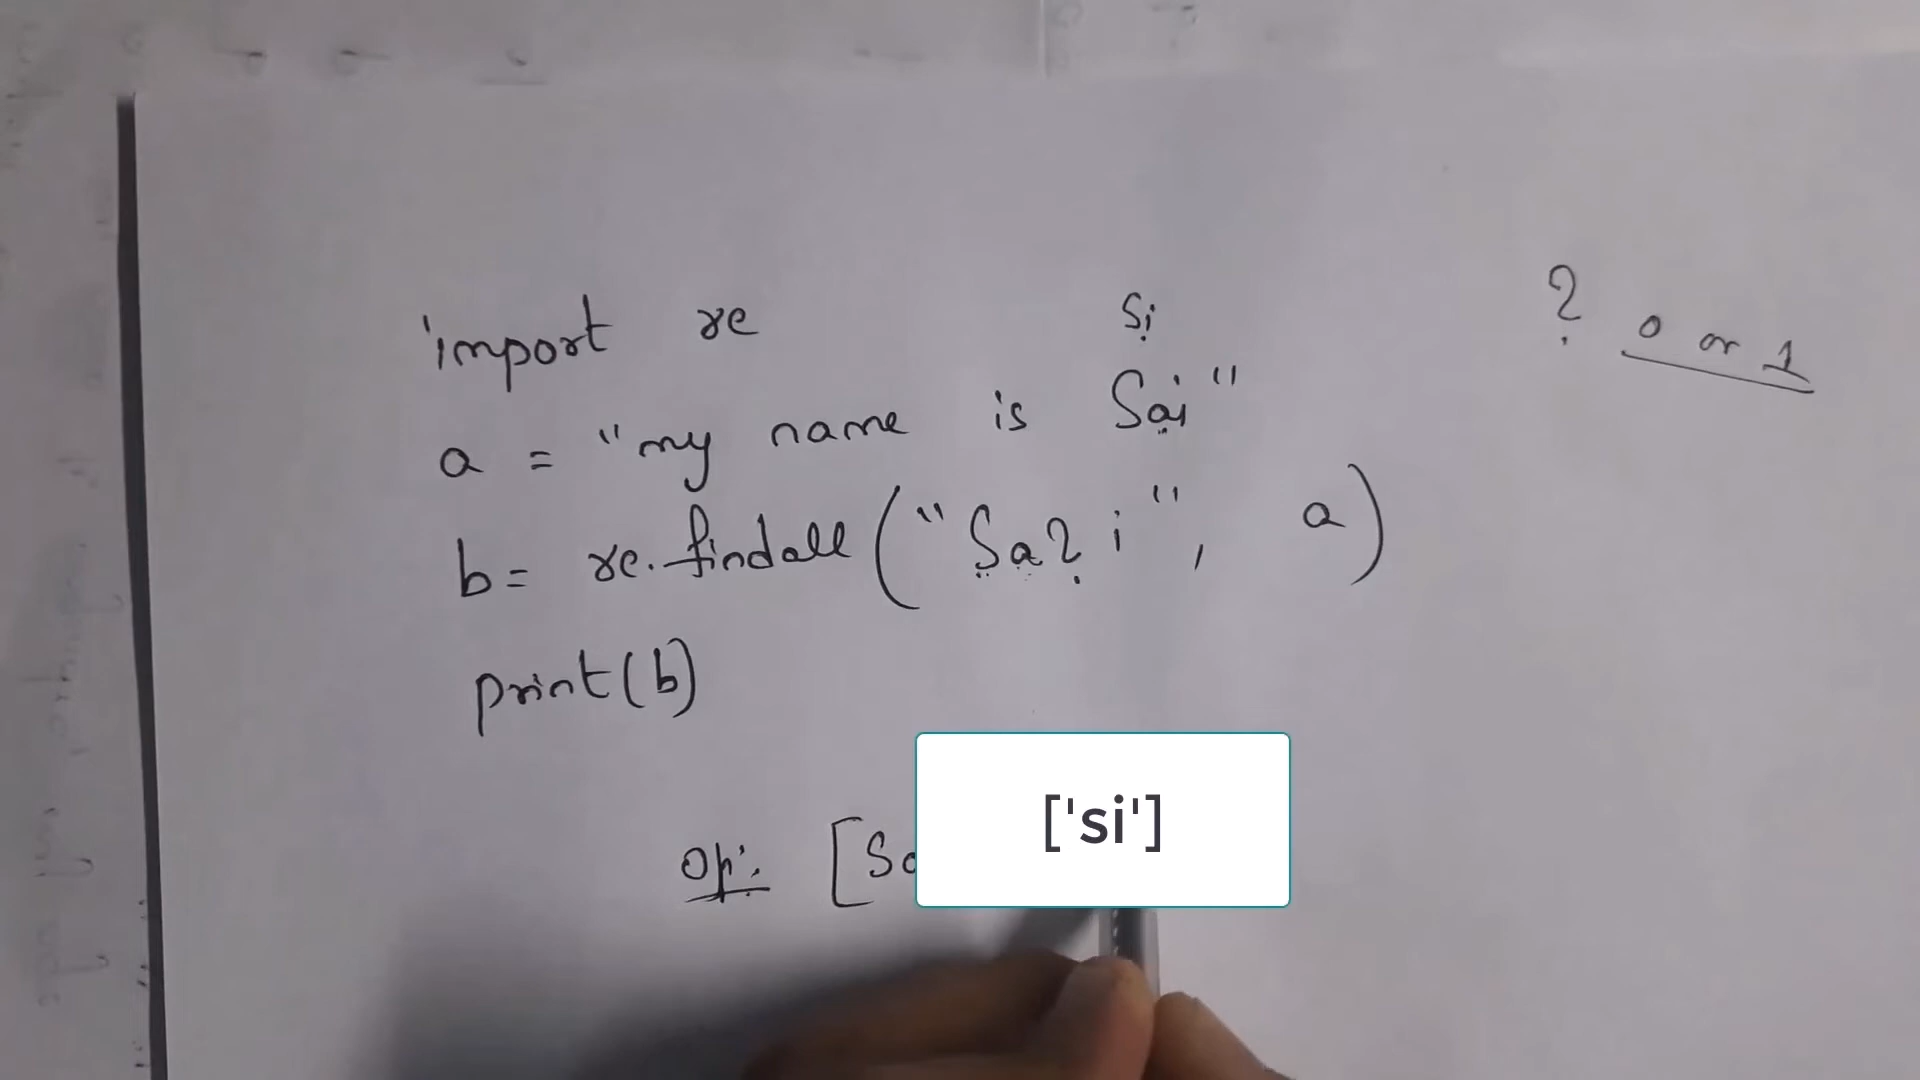 import re
Si
? 0 or 1
a = "my name is Sai"
b = re.findall("Sa?i", a)
print(b)
['si']
op: [Sa